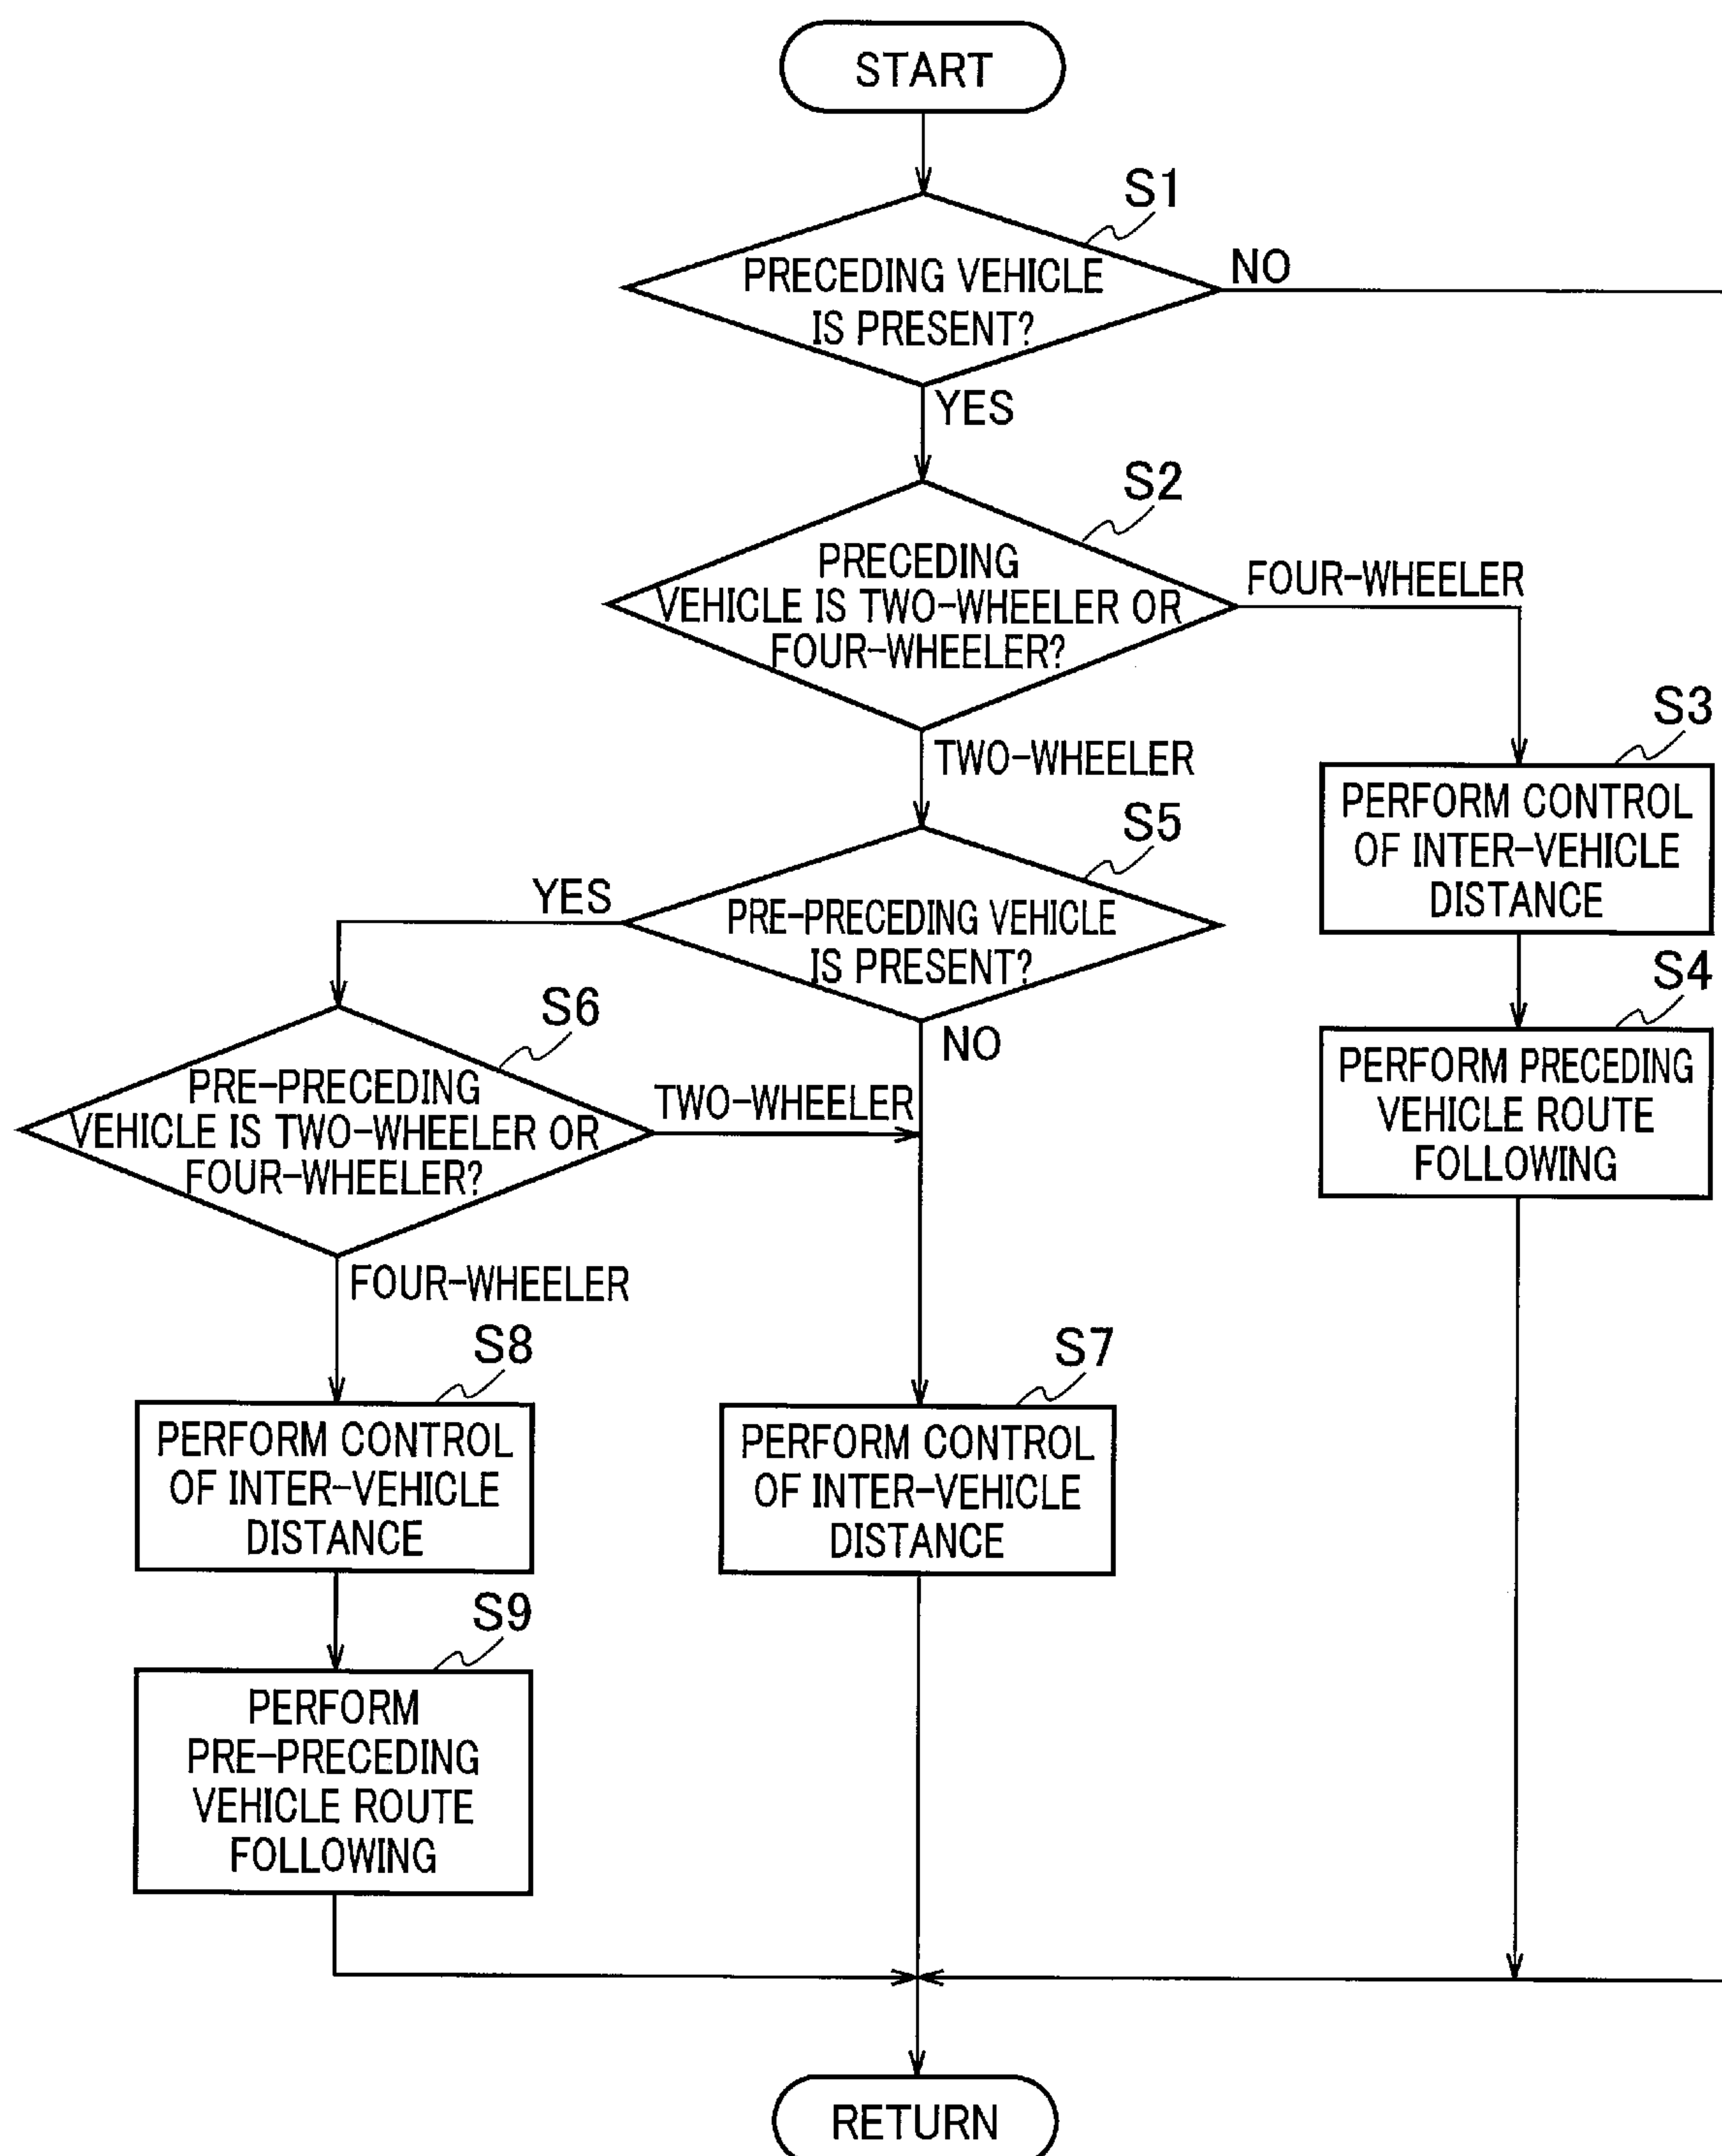 START
S1
PRECEDING VEHICLE
IS PRESENT?
NO
YES
S2
PRECEDING
VEHICLE IS TWO-WHEELER OR
FOUR-WHEELER?
FOUR-WHEELER
TWO-WHEELER
S3
PERFORM CONTROL
OF INTER-VEHICLE
DISTANCE
S4
PERFORM PRECEDING
VEHICLE ROUTE
FOLLOWING
S5
PRE-PRECEDING VEHICLE
IS PRESENT?
YES
NO
S6
PRE-PRECEDING
VEHICLE IS TWO-WHEELER OR
FOUR-WHEELER?
TWO-WHEELER
FOUR-WHEELER
S8
PERFORM CONTROL
OF INTER-VEHICLE
DISTANCE
S7
PERFORM CONTROL
OF INTER-VEHICLE
DISTANCE
S9
PERFORM
PRE-PRECEDING
VEHICLE ROUTE
FOLLOWING
RETURN